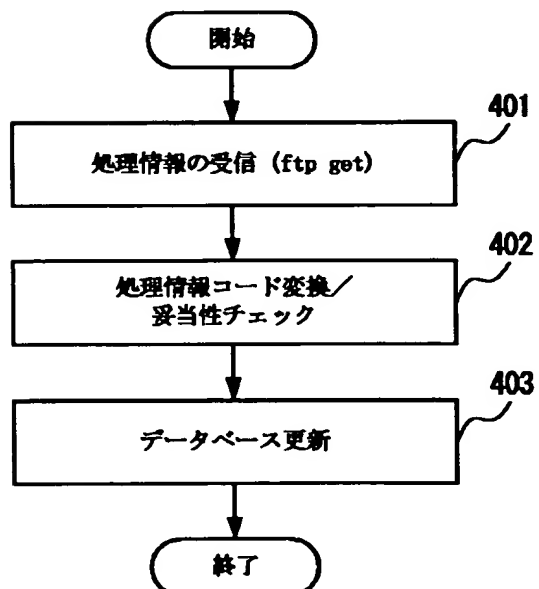 開始
401
処理情報の受信 (ftp get)
402
処理情報コード変換／
妥当性チェック
403
データベース更新
終了